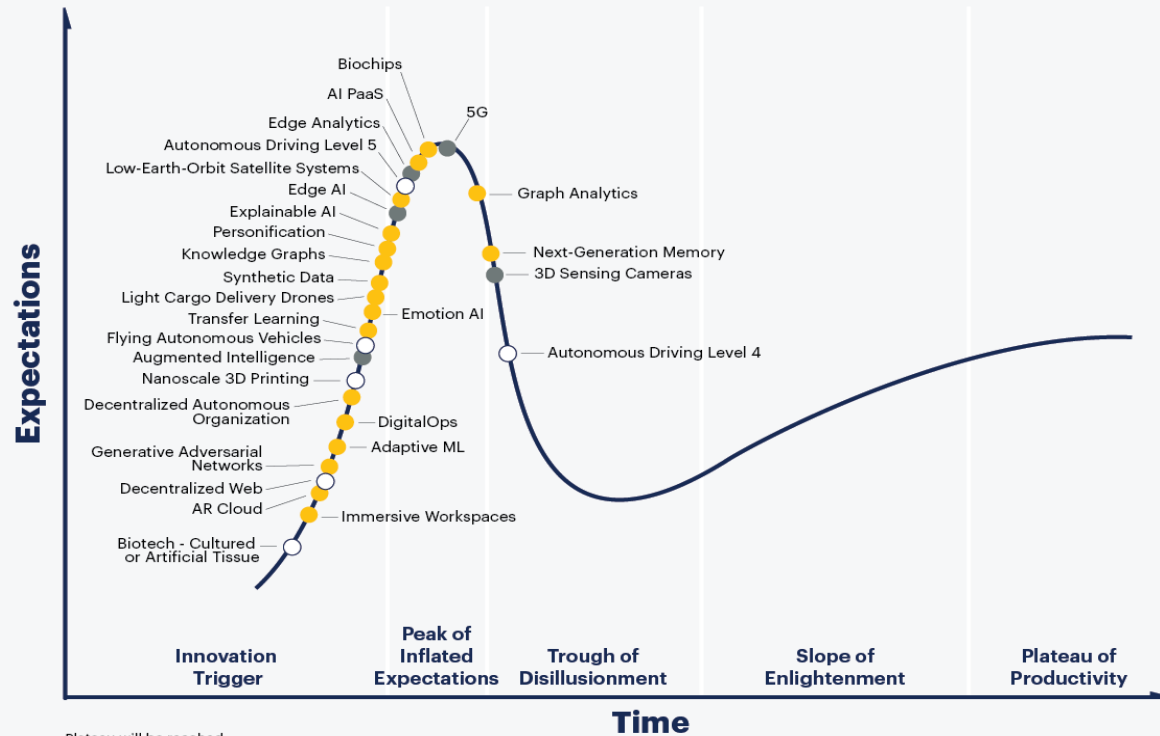 Biochips
AI PaaS
5G
Edge Analytics
Autonomous Driving Level 5
Low-Earth-Orbit Satellite Systems
Edge AI
Graph Analytics
Explainable AI
Personification
Knowledge Graphs
Next-Generation Memory
3D Sensing Cameras
Synthetic Data
Light Cargo Delivery Drones
Emotion AI
Transfer Learning
Flying Autonomous Vehicles
Autonomous Driving Level 4
Augmented Intelligence
Nanoscale 3D Printing
Decentralized Autonomous
Organization
DigitalOps
Adaptive ML
Generative Adversarial
Networks
Decentralized Web
AR Cloud
Immersive Workspaces
Biotech - Cultured
or Artificial Tissue
Expectations
Innovation
Trigger
Peak of
Inflated
Expectations
Trough of
Disillusionment
Slope of
Enlightenment
Plateau of
Productivity
Time
Plateau will be reached